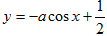 y = −a cos x + 1/2